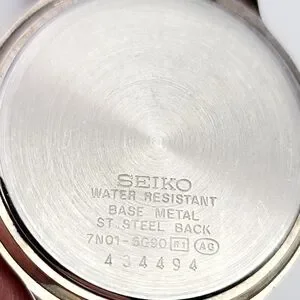 SEIKO
WATER RESISTANT
BASE METAL
ST. STEEL BACK
7N01-6G90 R1 AG
434494